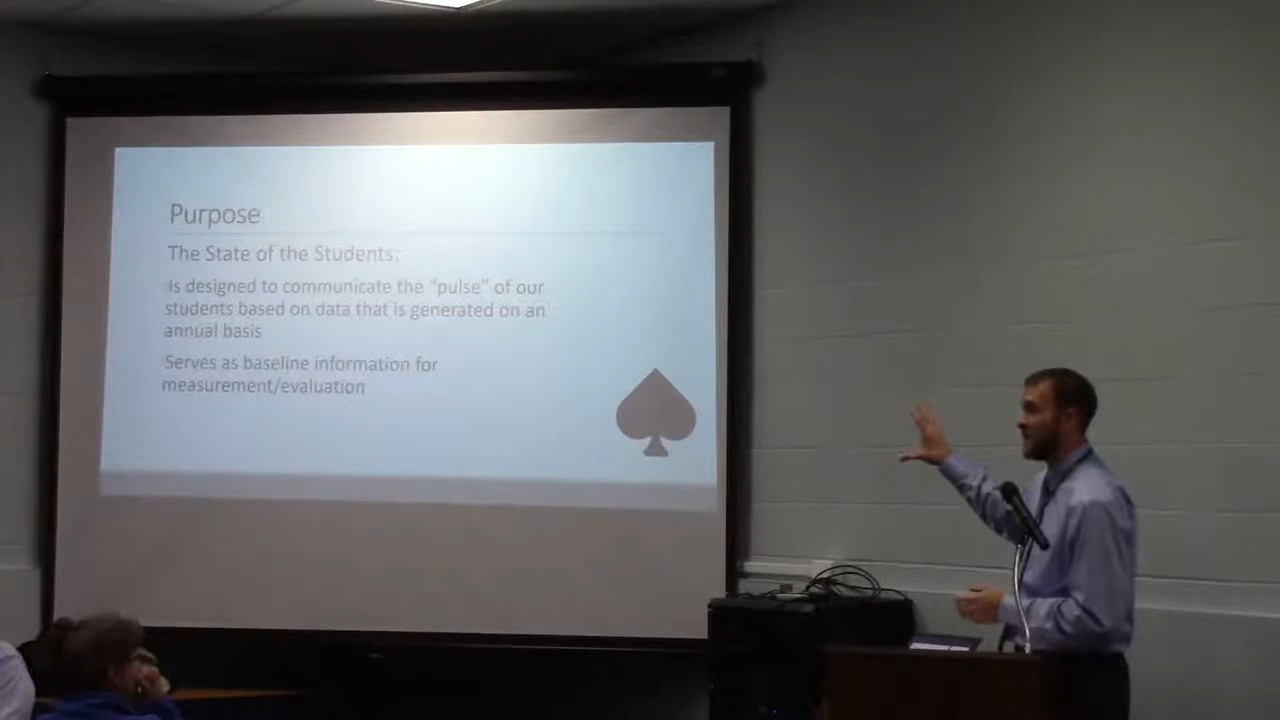 Purpose
The State of the Students:
Is designed to communicate the "pulse" of our
students based on data that is generated on an
annual basis
Serves as baseline information for
measurement/evaluation